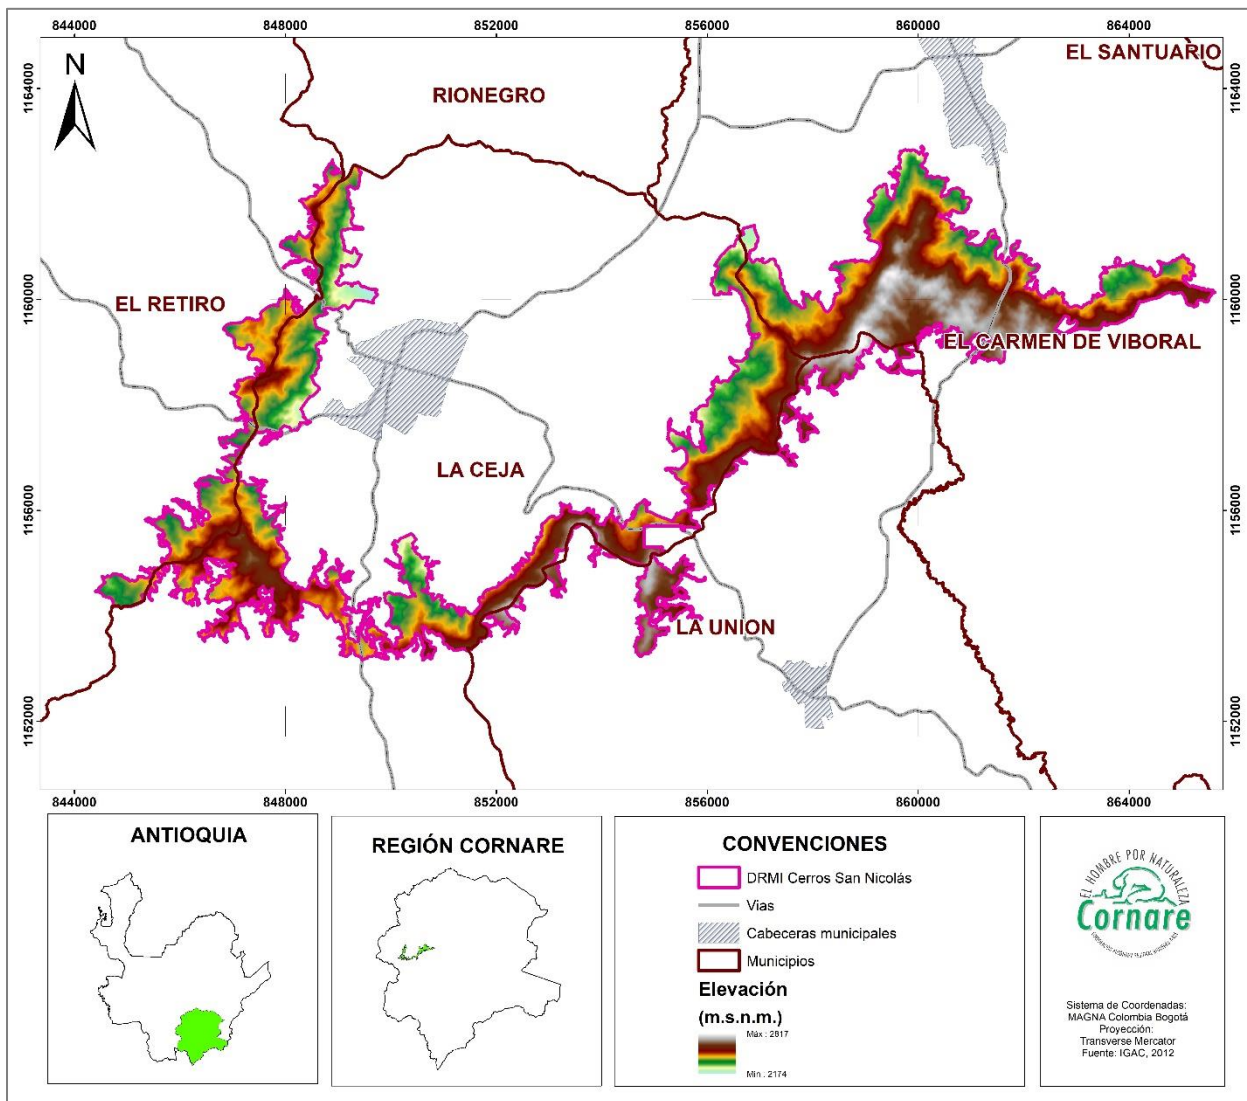 844000 848000 852000 856000 860000 864000
1164000 1164000
N
EL SANTUARIO
RIONEGRO
1160000 1160000
EL RETIRO
EL CARMEN DE VIBORAL
LA CEJA
1156000 1156000
LA UNION
1152000 1152000
844000 848000 852000 856000 860000 864000
ANTIOQUIA
REGIÓN CORNARE
CONVENCIONES
DRMI Cerros San Nicolás
Vias
Cabeceras municipales
Municipios
Elevación
(m.s.n.m.)
Máx : 2817
Min : 2174
EL HOMBRE POR NATURALEZA
Cornare
Sistema de Coordenadas:
MAGNA Colombia Bogotá
Proyección:
Transverse Mercator
Fuente: IGAC, 2012